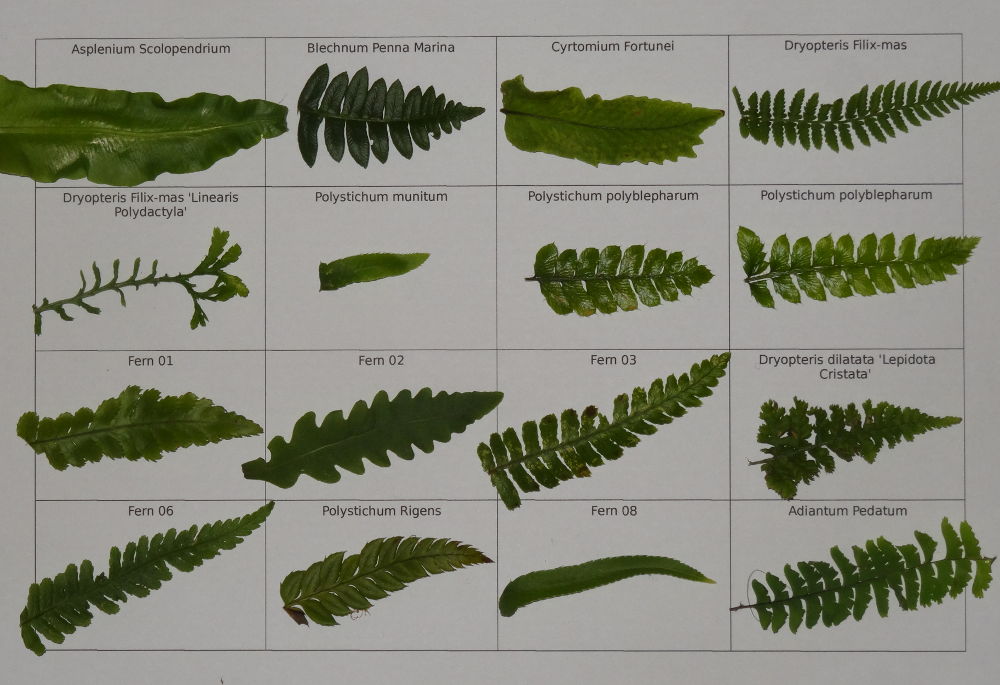 Asplenium Scolopendrium
Blechnum Penna Marina
Cyrtomium Fortunei
Dryopteris Filix-mas
Dryopteris Filix-mas 'Linearis
Polydactyla'
Polystichum munitum
Polystichum polyblepharum
Polystichum polyblepharum
Fern 01
Fern 02
Fern 03
Dryopteris dilatata 'Lepidota
Cristata'
Fern 06
Polystichum Rigens
Fern 08
Adiantum Pedatum